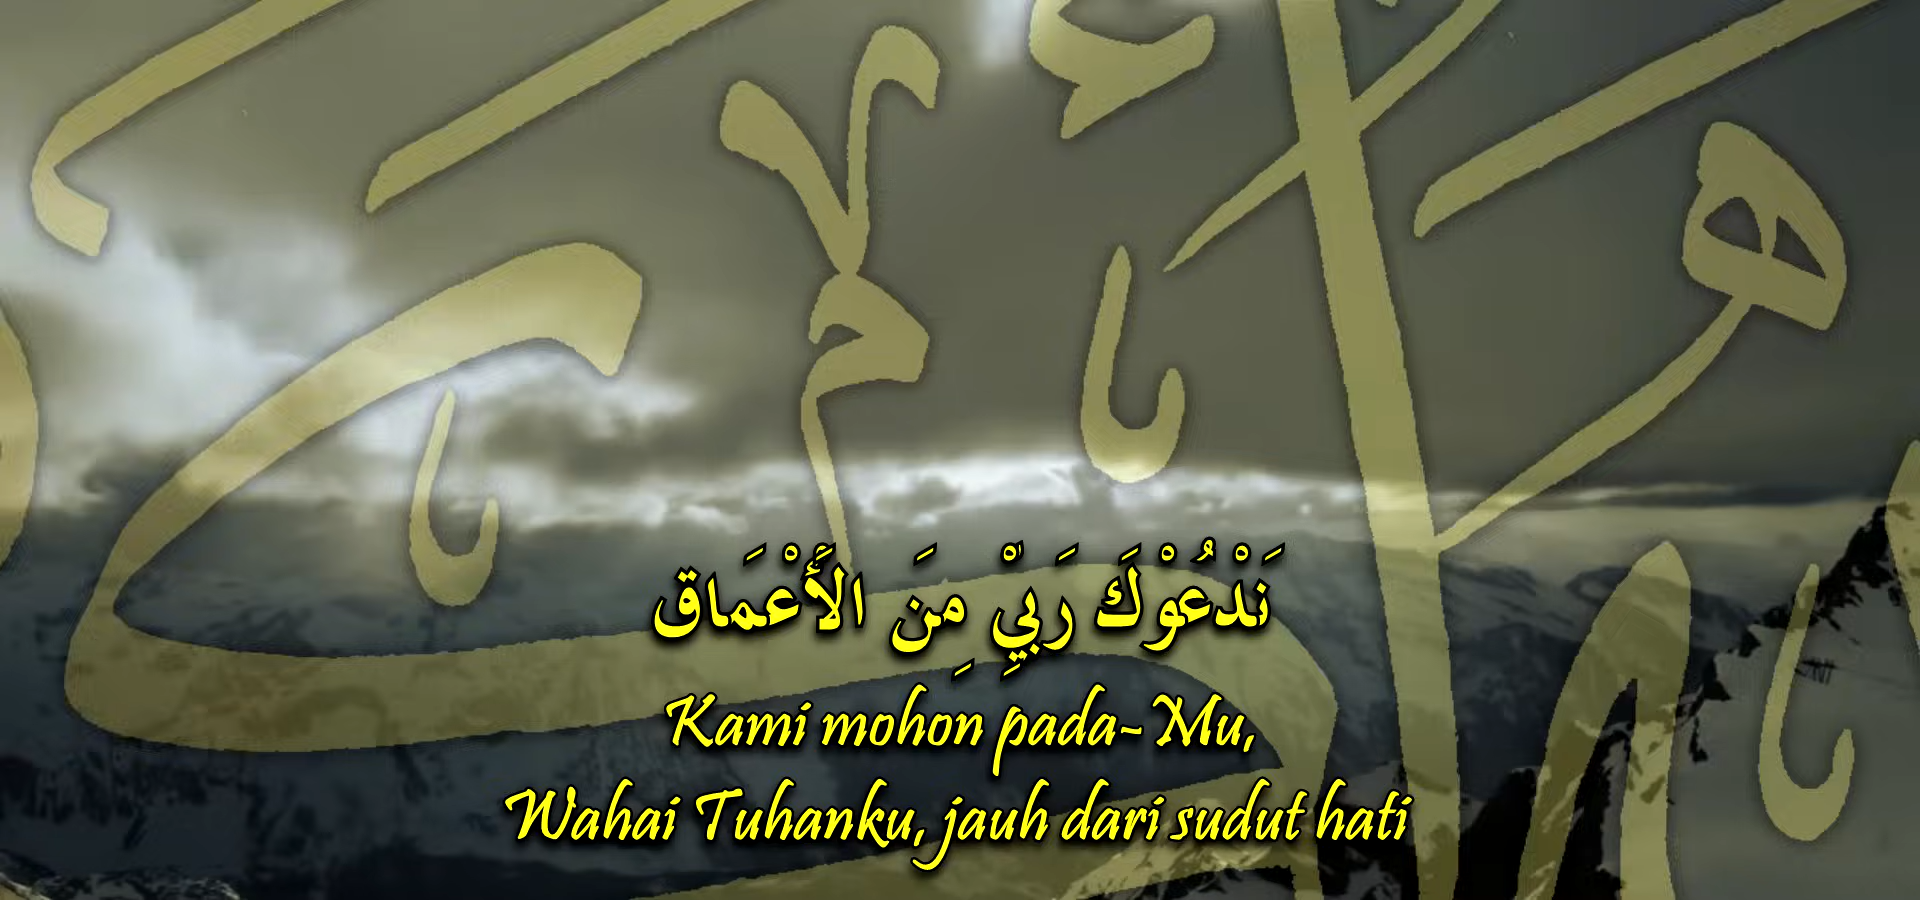 نَدْعُوْكَ رَبِيِّْ مِنَ الأَعْمَاق
Kami mohon pada-Mu,
Wahai Tuhanku, jauh dari sudut hati